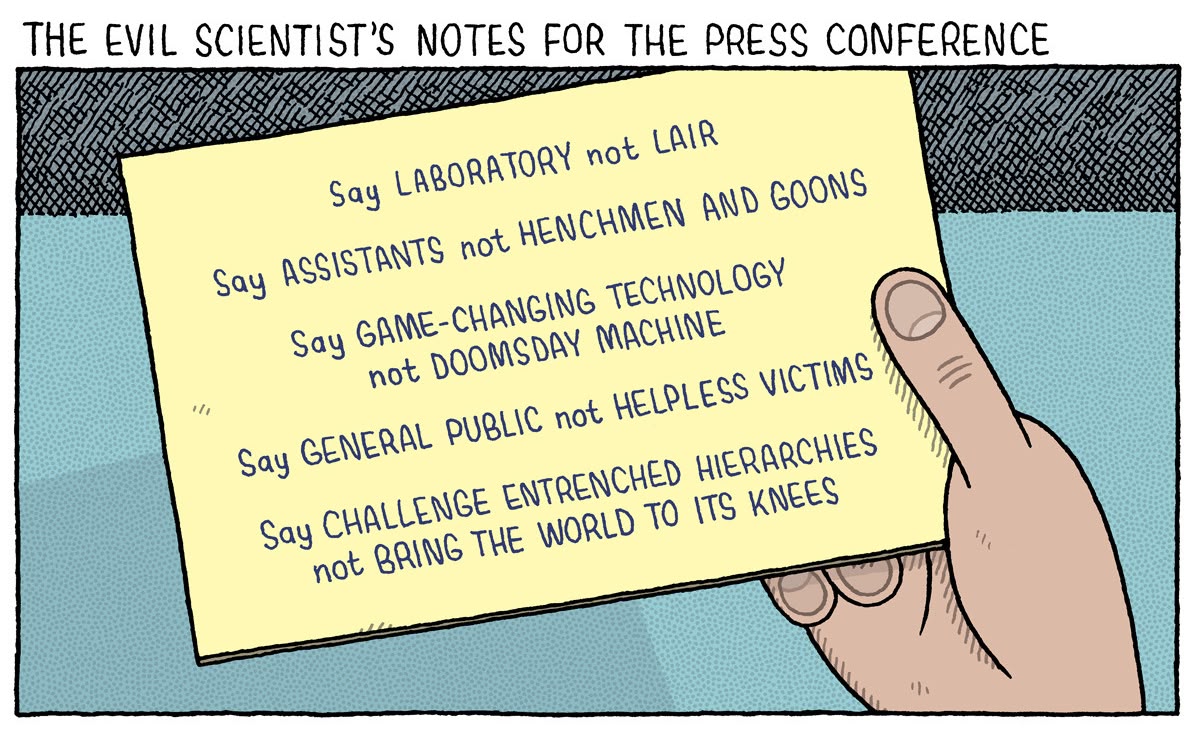 THE EVIL SCIENTIST'S NOTES FOR THE PRESS CONFERENCE
Say LABORATORY not LAIR
Say ASSISTANTS not HENCHMEN AND GOONS
Say GAME-CHANGING TECHNOLOGY
not DOOMSDAY MACHINE
Say GENERAL PUBLIC not HELPLESS VICTIMS
Say CHALLENGE ENTRENCHED HIERARCHIES
not BRING THE WORLD TO ITS KNEES